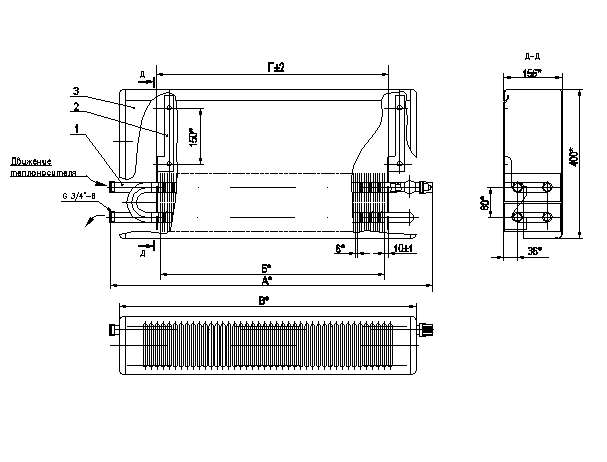 Д
Г±2
Д-Д
156*
3
2
1
150*
400*
Движение
теплоносителя
G 3/4"-B
80*
6*
10±1
36*
Д
Б*
А*
В*